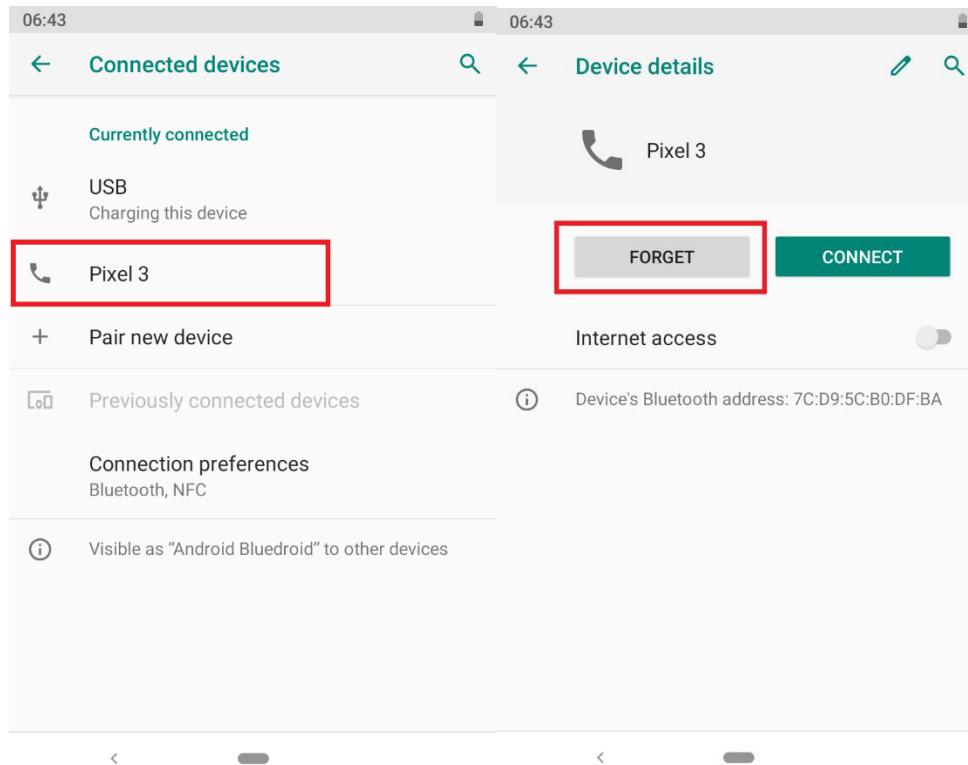 06:43
Connected devices
Currently connected
USB
Charging this device
Pixel 3
Pair new device
Previously connected devices
Connection preferences
Bluetooth, NFC
Visible as “Android Bluedroid” to other devices
06:43
Device details
Pixel 3
FORGET
CONNECT
Internet access
Device's Bluetooth address: 7C:D9:5C:B0:DF:BA